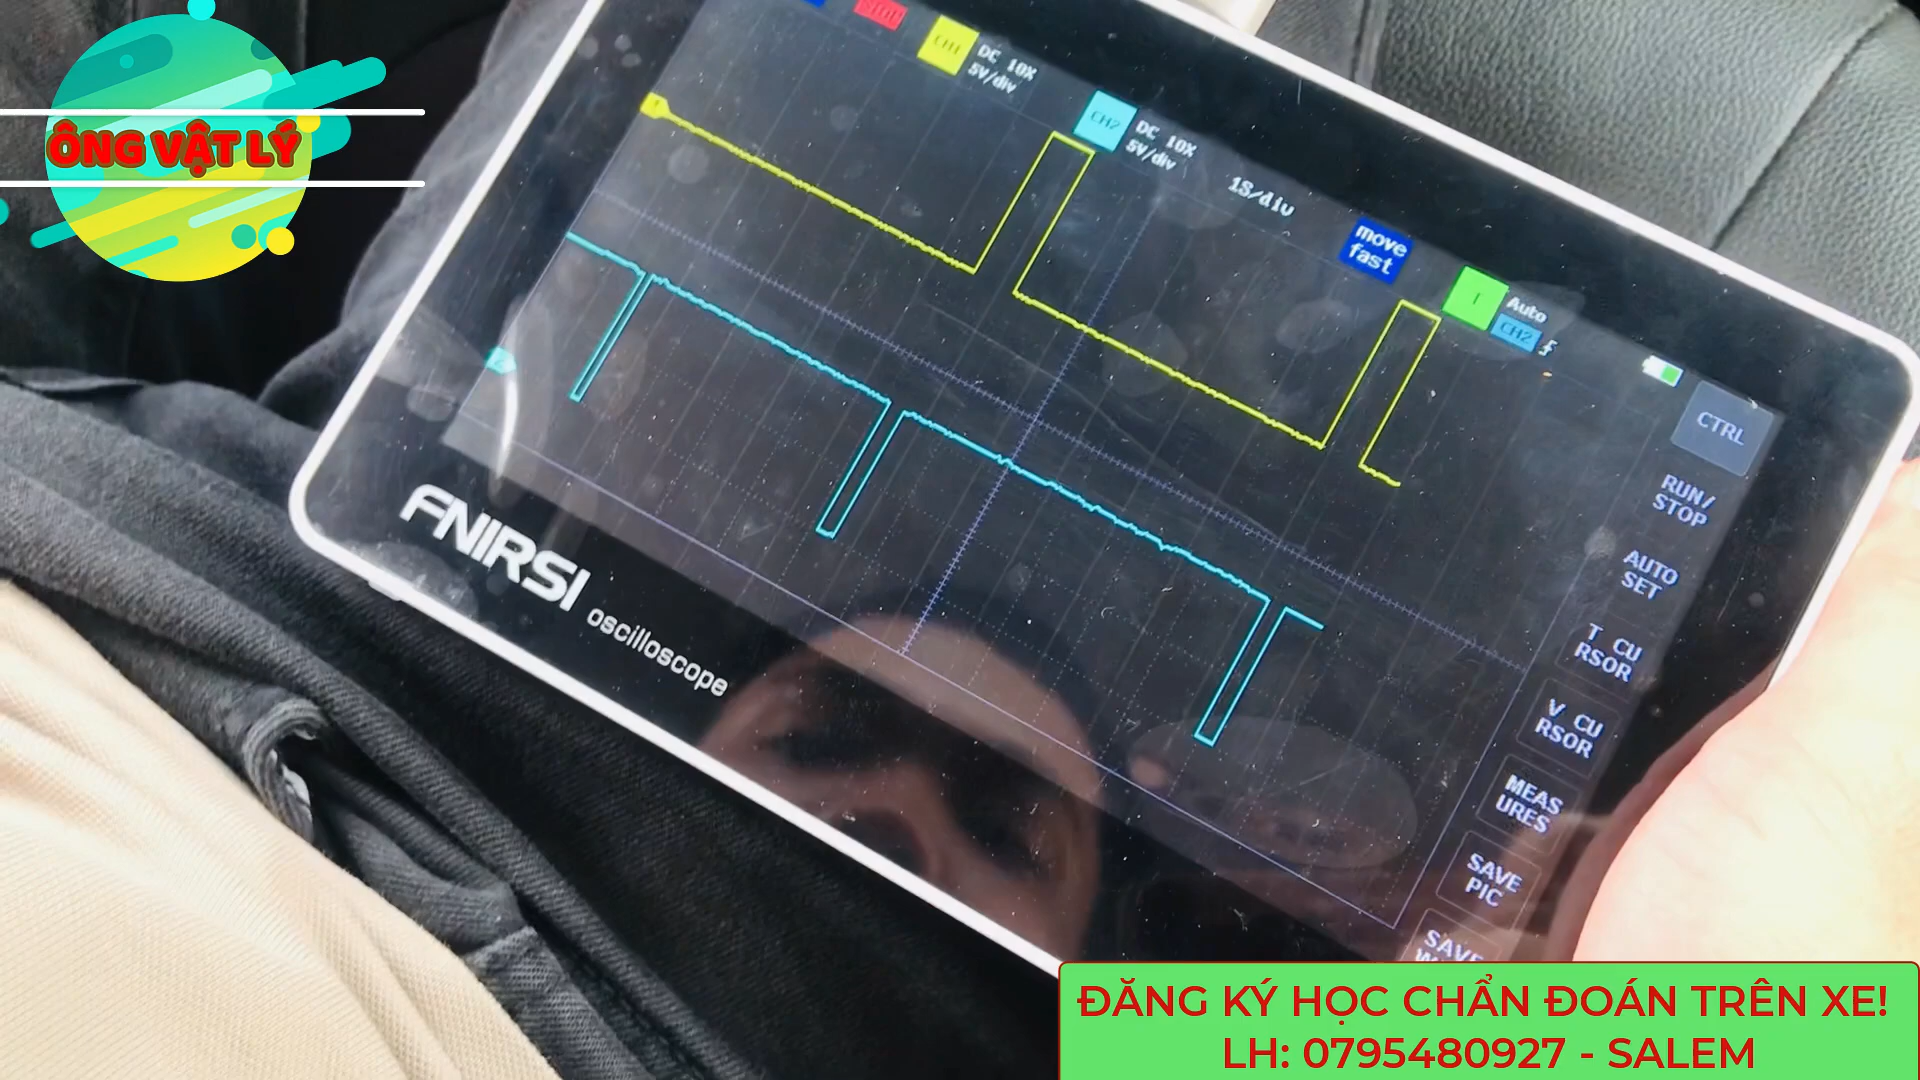 ÔNG VẬT LÝ
STOP
CH1
DC 10X
5V/div
CH2
DC 10X
5V/div
1S/div
move
fast
Auto
CH2
CTRL
RUN/
STOP
AUTO
SET
T CU
RSOR
V CU
RSOR
MEAS
URES
SAVE
PIC
SAVE
FNIRSI
oscilloscope
ĐĂNG KÝ HỌC CHẨN ĐOÁN TRÊN XE!
LH: 0795480927 - SALEM